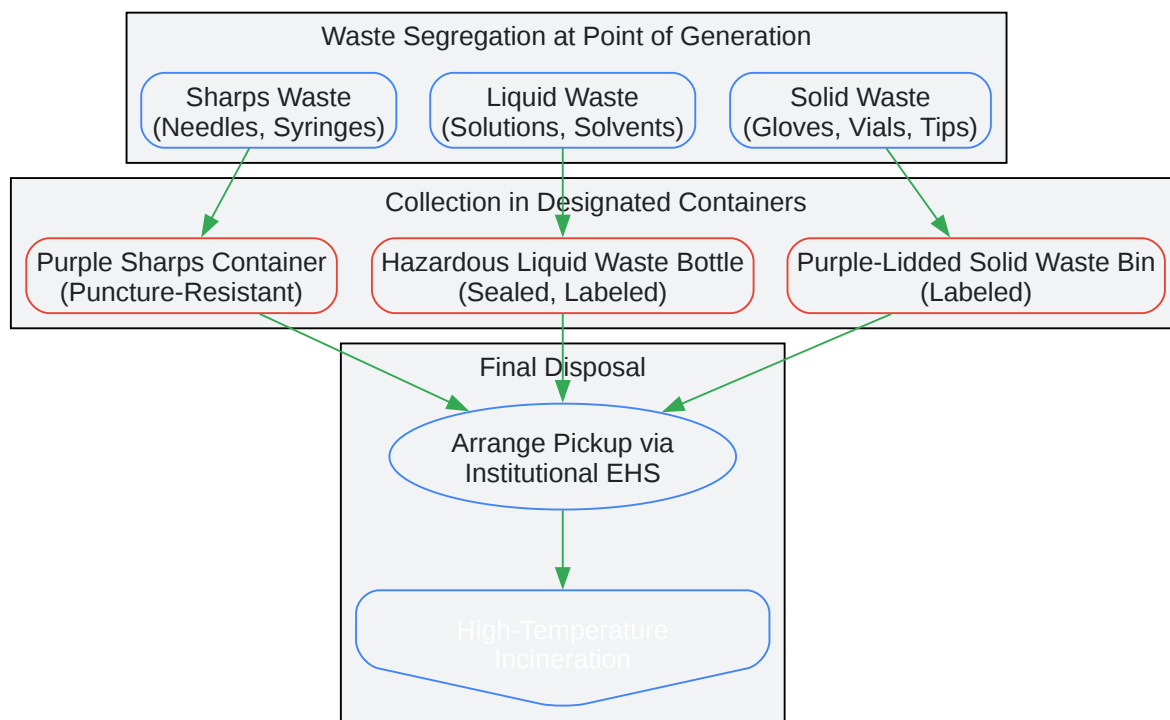 Waste Segregation at Point of Generation
Sharps Waste
(Needles, Syringes)
Liquid Waste
(Solutions, Solvents)
Solid Waste
(Gloves, Vials, Tips)
Collection in Designated Containers
Purple Sharps Container
(Puncture-Resistant)
Hazardous Liquid Waste Bottle
(Sealed, Labeled)
Purple-Lidded Solid Waste Bin
(Labeled)
Final Disposal
Arrange Pickup via
Institutional EHS
High-Temperature
Incineration